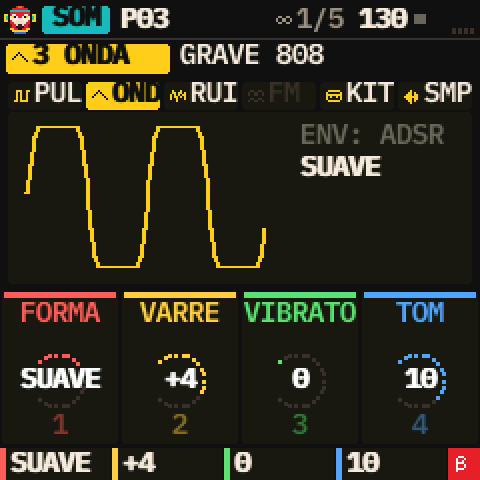 SOM P03 ∞1/5 130
3 ONDA GRAVE 808
PUL OND RUI FM KIT SMP
ENV: ADSR
SUAVE
FORMA VARRE VIBRATO TOM
SUAVE +4 0 10
1 2 3 4
SUAVE +4 0 10 β